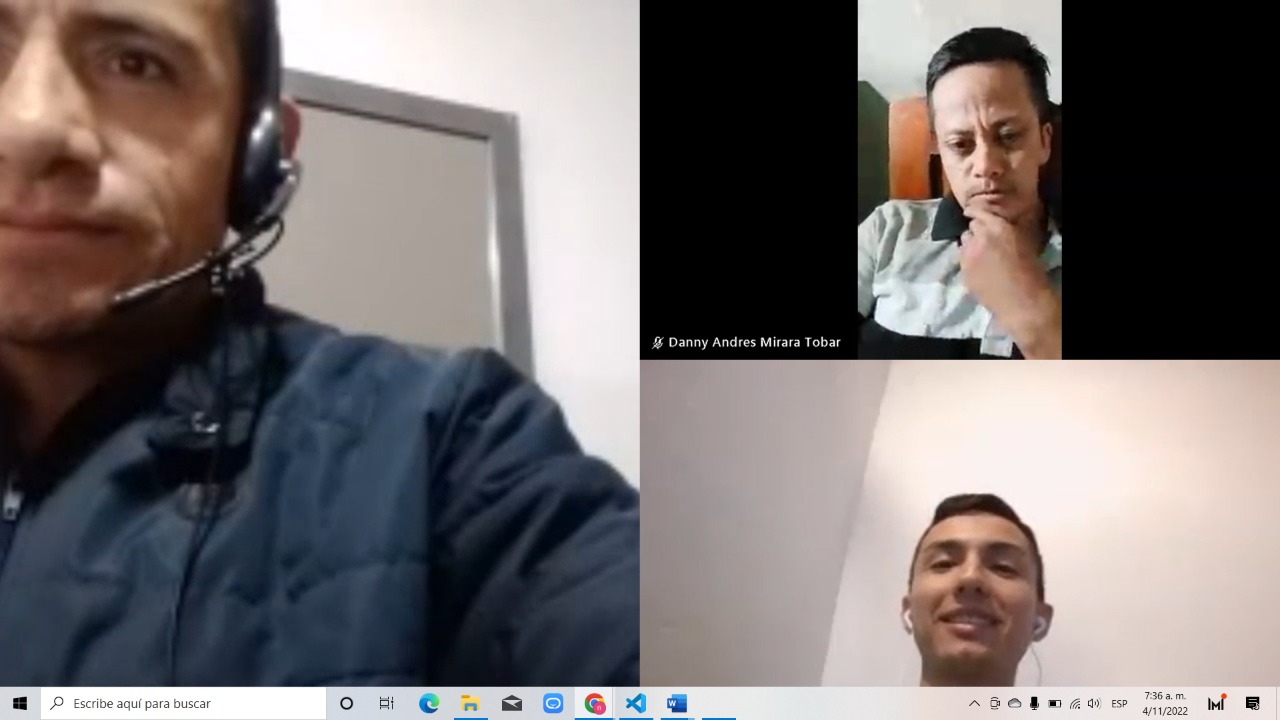 Danny Andres Mirara Tobar
Escribe aquí para buscar
ESP
7:36 a. m.
4/11/2022